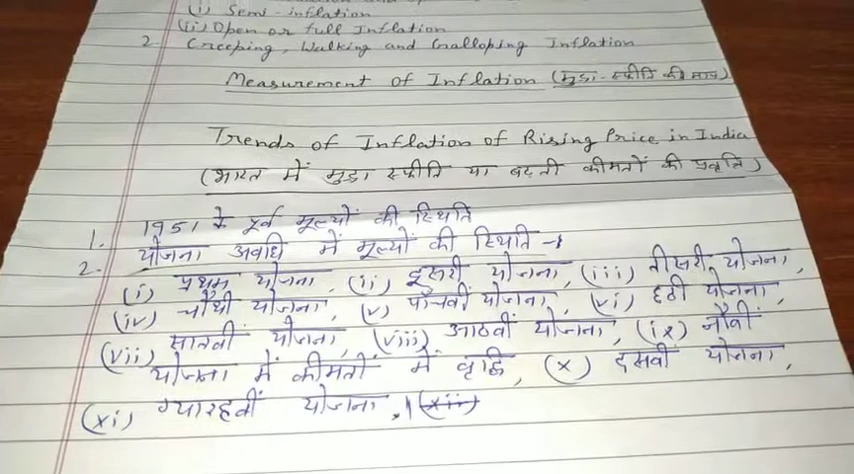 (i) Semi-inflation
(ii) Open or full Inflation
2. Creeping, Walking and Galloping Inflation
Measurement of Inflation (मुद्रा-स्फीति की माप)
Trends of Inflation of Rising Price in India
(भारत में मुद्रा स्फीति या बढ़ती कीमतों की प्रवृति)
1. 1951 के पूर्व मूल्यों की स्थिति
2. योजना अवधि में मूल्यों की स्थिति →
(i) प्रथम योजना, (ii) दूसरी योजना, (iii) तीसरी योजना,
(iv) चौथी योजना, (v) पाँचवीं योजना, (vi) छठी योजना,
(vii) सातवीं योजना, (viii) आठवीं योजना, (ix) नौवीं
योजना में कीमतों में वृद्धि, (x) दसवीं योजना,
(xi) ग्यारहवीं योजना.। (xii)